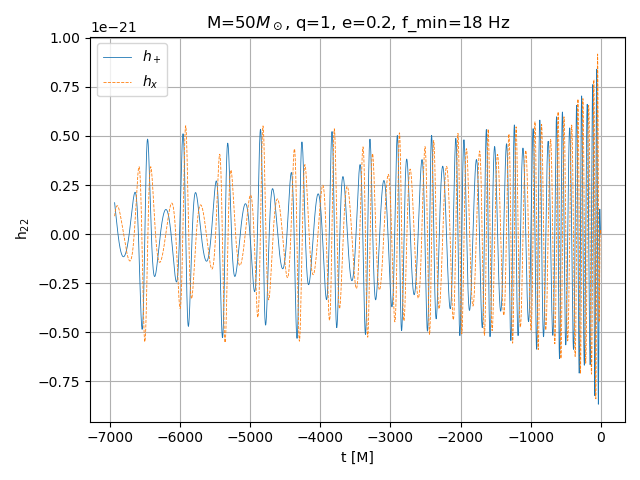 M=50M_⊙, q=1, e=0.2, f_min=18 Hz
1e−21
1.00
0.75
0.50
0.25
0.00
−0.25
−0.50
−0.75
h₂₂
h₊
hₓ
−7000 −6000 −5000 −4000 −3000 −2000 −1000 0
t [M]